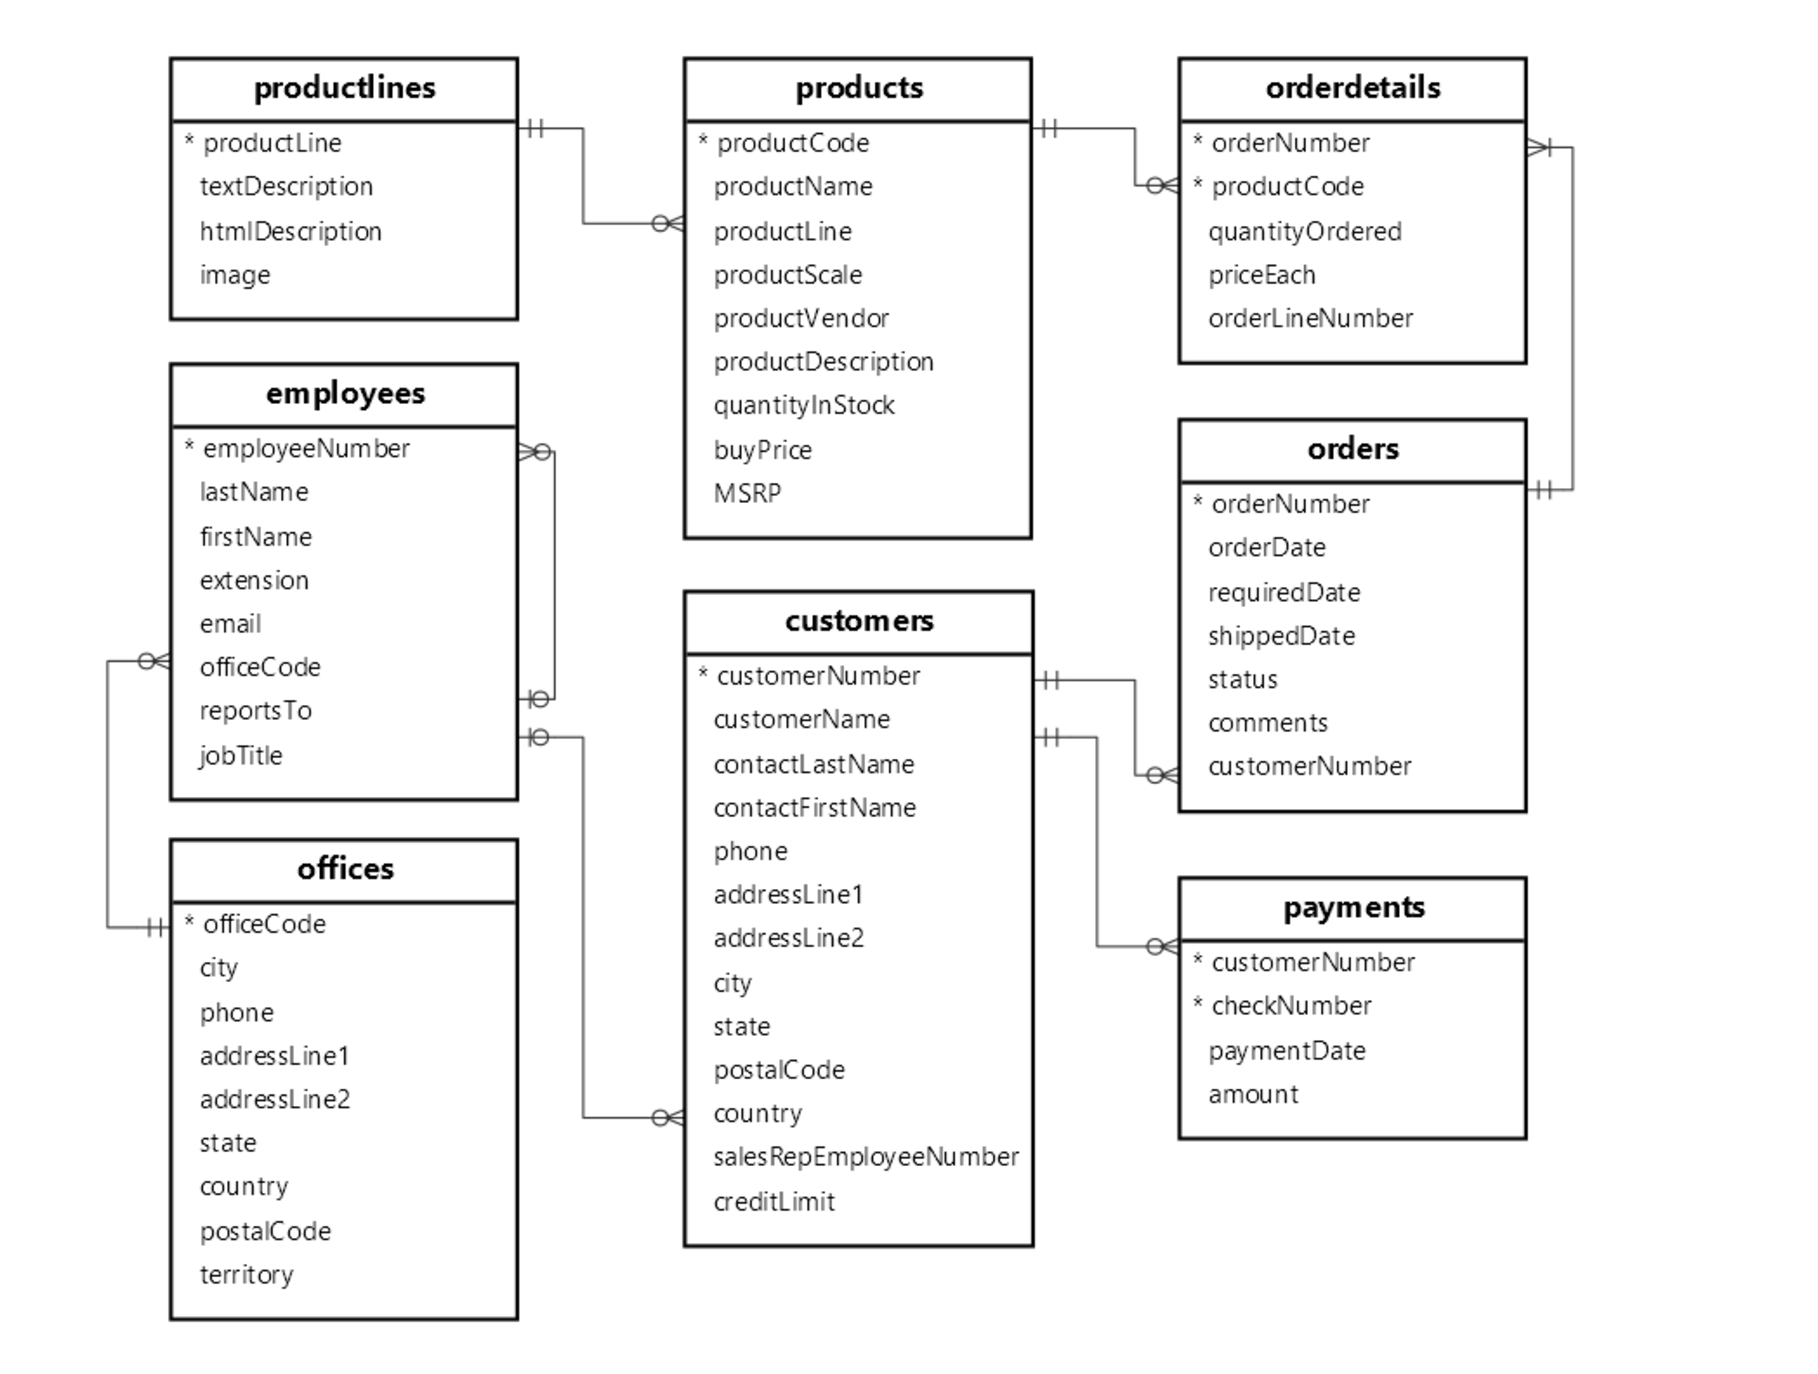 productlines
* productLine
textDescription
htmlDescription
image
products
* productCode
productName
productLine
productScale
productVendor
productDescription
quantityInStock
buyPrice
MSRP
orderdetails
* orderNumber
* productCode
quantityOrdered
priceEach
orderLineNumber
employees
* employeeNumber
lastName
firstName
extension
email
officeCode
reportsTo
jobTitle
customers
* customerNumber
customerName
contactLastName
contactFirstName
phone
addressLine1
addressLine2
city
state
postalCode
country
salesRepEmployeeNumber
creditLimit
orders
* orderNumber
orderDate
requiredDate
shippedDate
status
comments
customerNumber
offices
* officeCode
city
phone
addressLine1
addressLine2
state
country
postalCode
territory
payments
* customerNumber
* checkNumber
paymentDate
amount